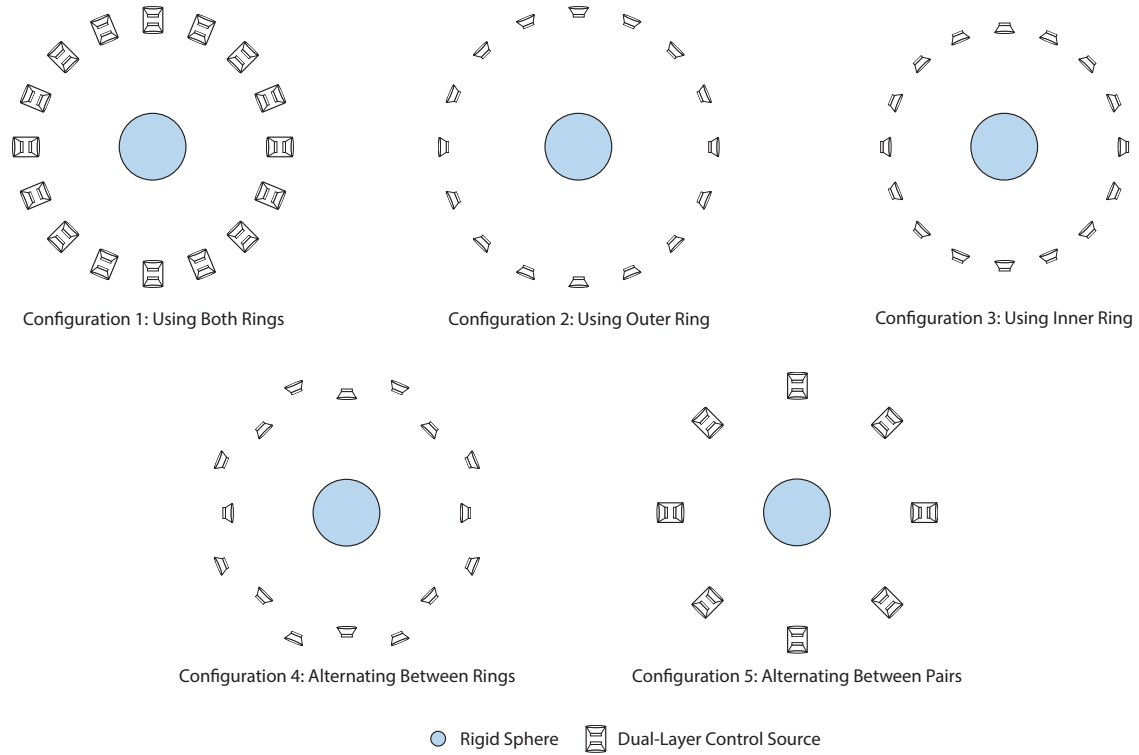 Configuration 1: Using Both Rings
Configuration 2: Using Outer Ring
Configuration 3: Using Inner Ring
Configuration 4: Alternating Between Rings
Configuration 5: Alternating Between Pairs
Rigid Sphere
Dual-Layer Control Source